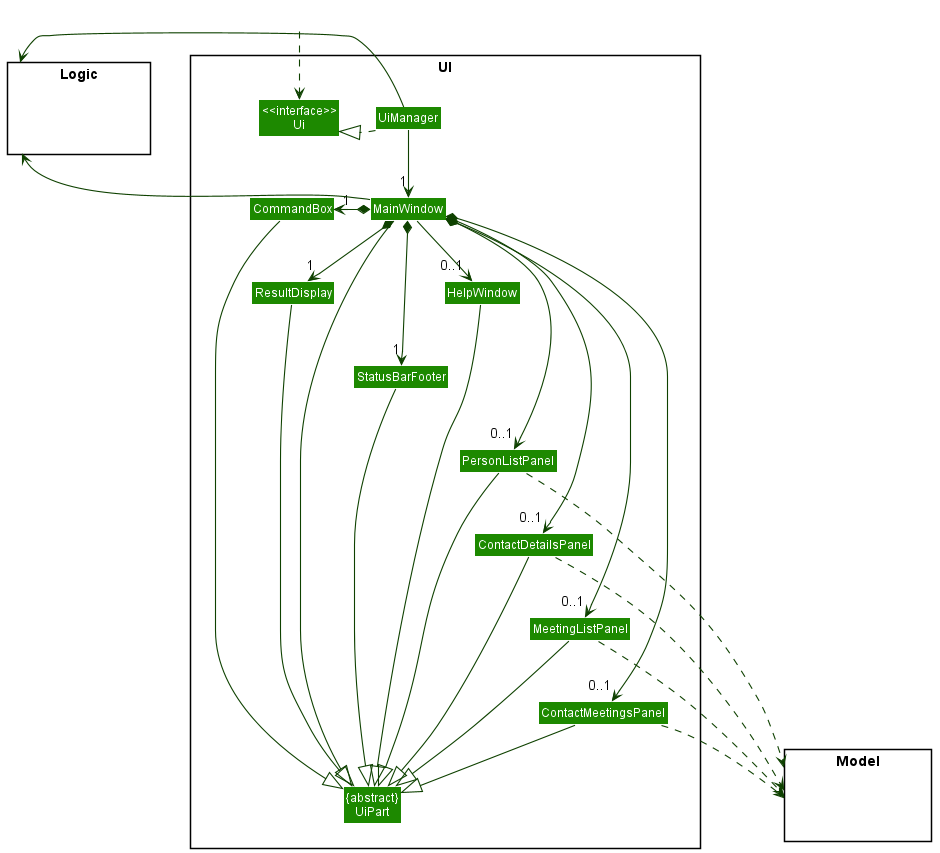 UI
Logic
<<interface>>
Ui
UiManager
1
CommandBox
1
MainWindow
1
0..1
ResultDisplay
HelpWindow
1
StatusBarFooter
0..1
PersonListPanel
0..1
ContactDetailsPanel
0..1
MeetingListPanel
0..1
ContactMeetingsPanel
Model
{abstract}
UiPart